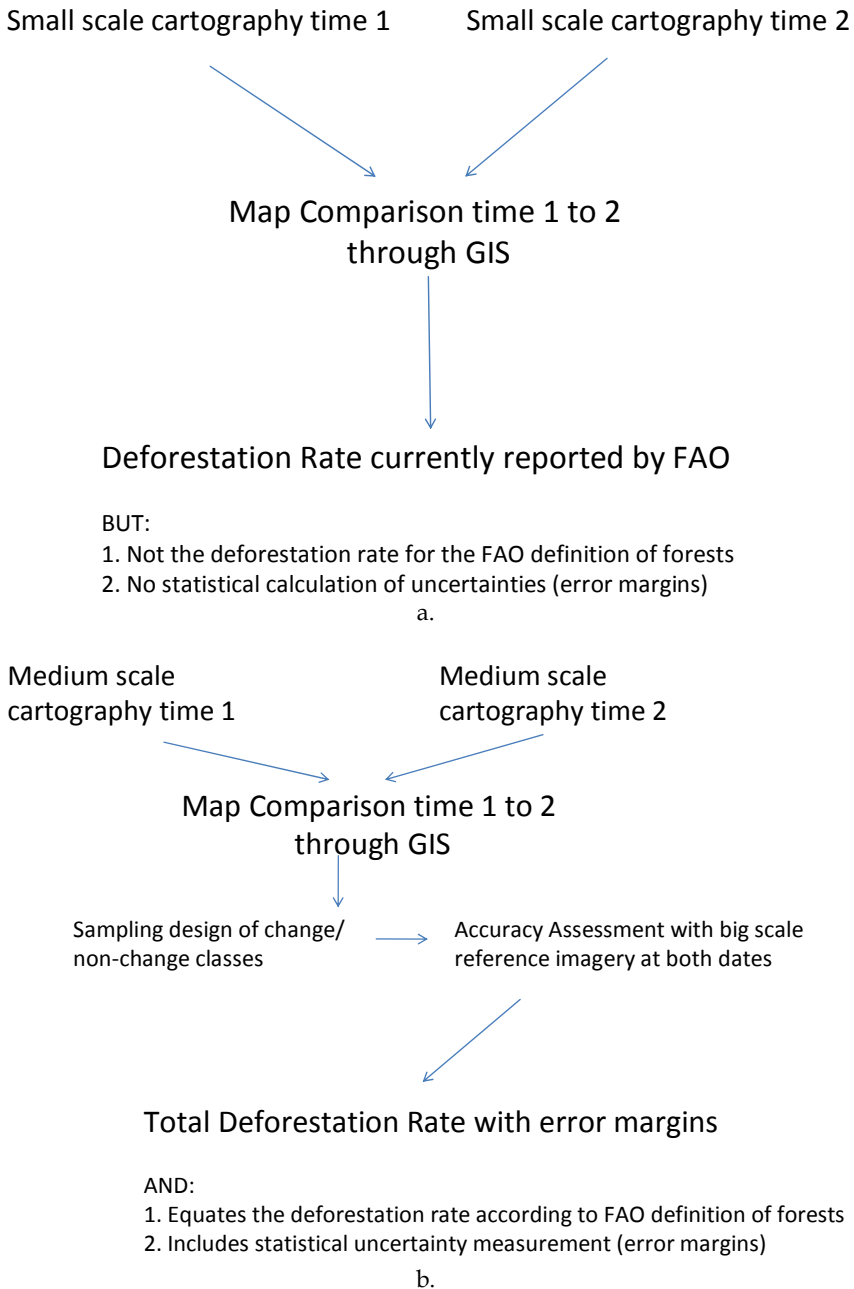 Small scale cartography time 1
Small scale cartography time 2
Map Comparison time 1 to 2
through GIS
Deforestation Rate currently reported by FAO
BUT:
1. Not the deforestation rate for the FAO definition of forests
2. No statistical calculation of uncertainties (error margins)
a.
Medium scale
cartography time 1
Medium scale
cartography time 2
Map Comparison time 1 to 2
through GIS
Sampling design of change/
non-change classes
Accuracy Assessment with big scale
reference imagery at both dates
Total Deforestation Rate with error margins
AND:
1. Equates the deforestation rate according to FAO definition of forests
2. Includes statistical uncertainty measurement (error margins)
b.